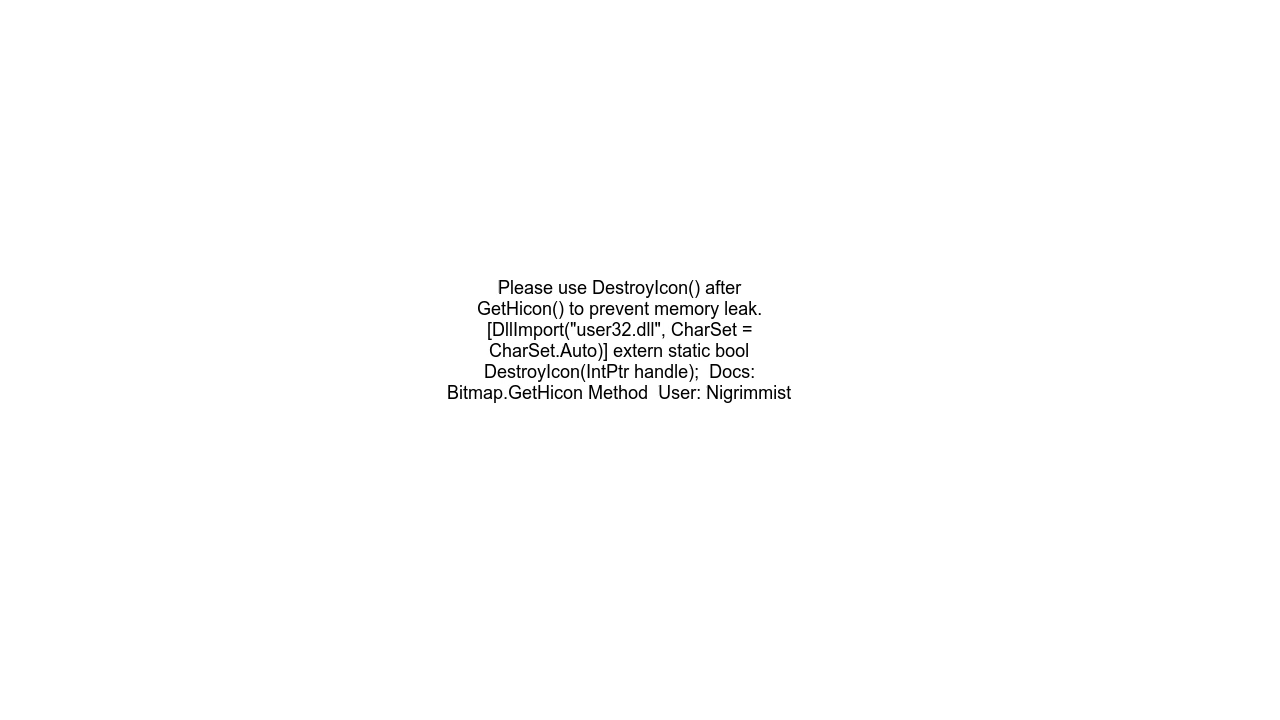 Please use DestroyIcon() after
GetHicon() to prevent memory leak.
[DllImport("user32.dll", CharSet =
CharSet.Auto)] extern static bool
DestroyIcon(IntPtr handle);  Docs:
Bitmap.GetHicon Method  User: Nigrimmist